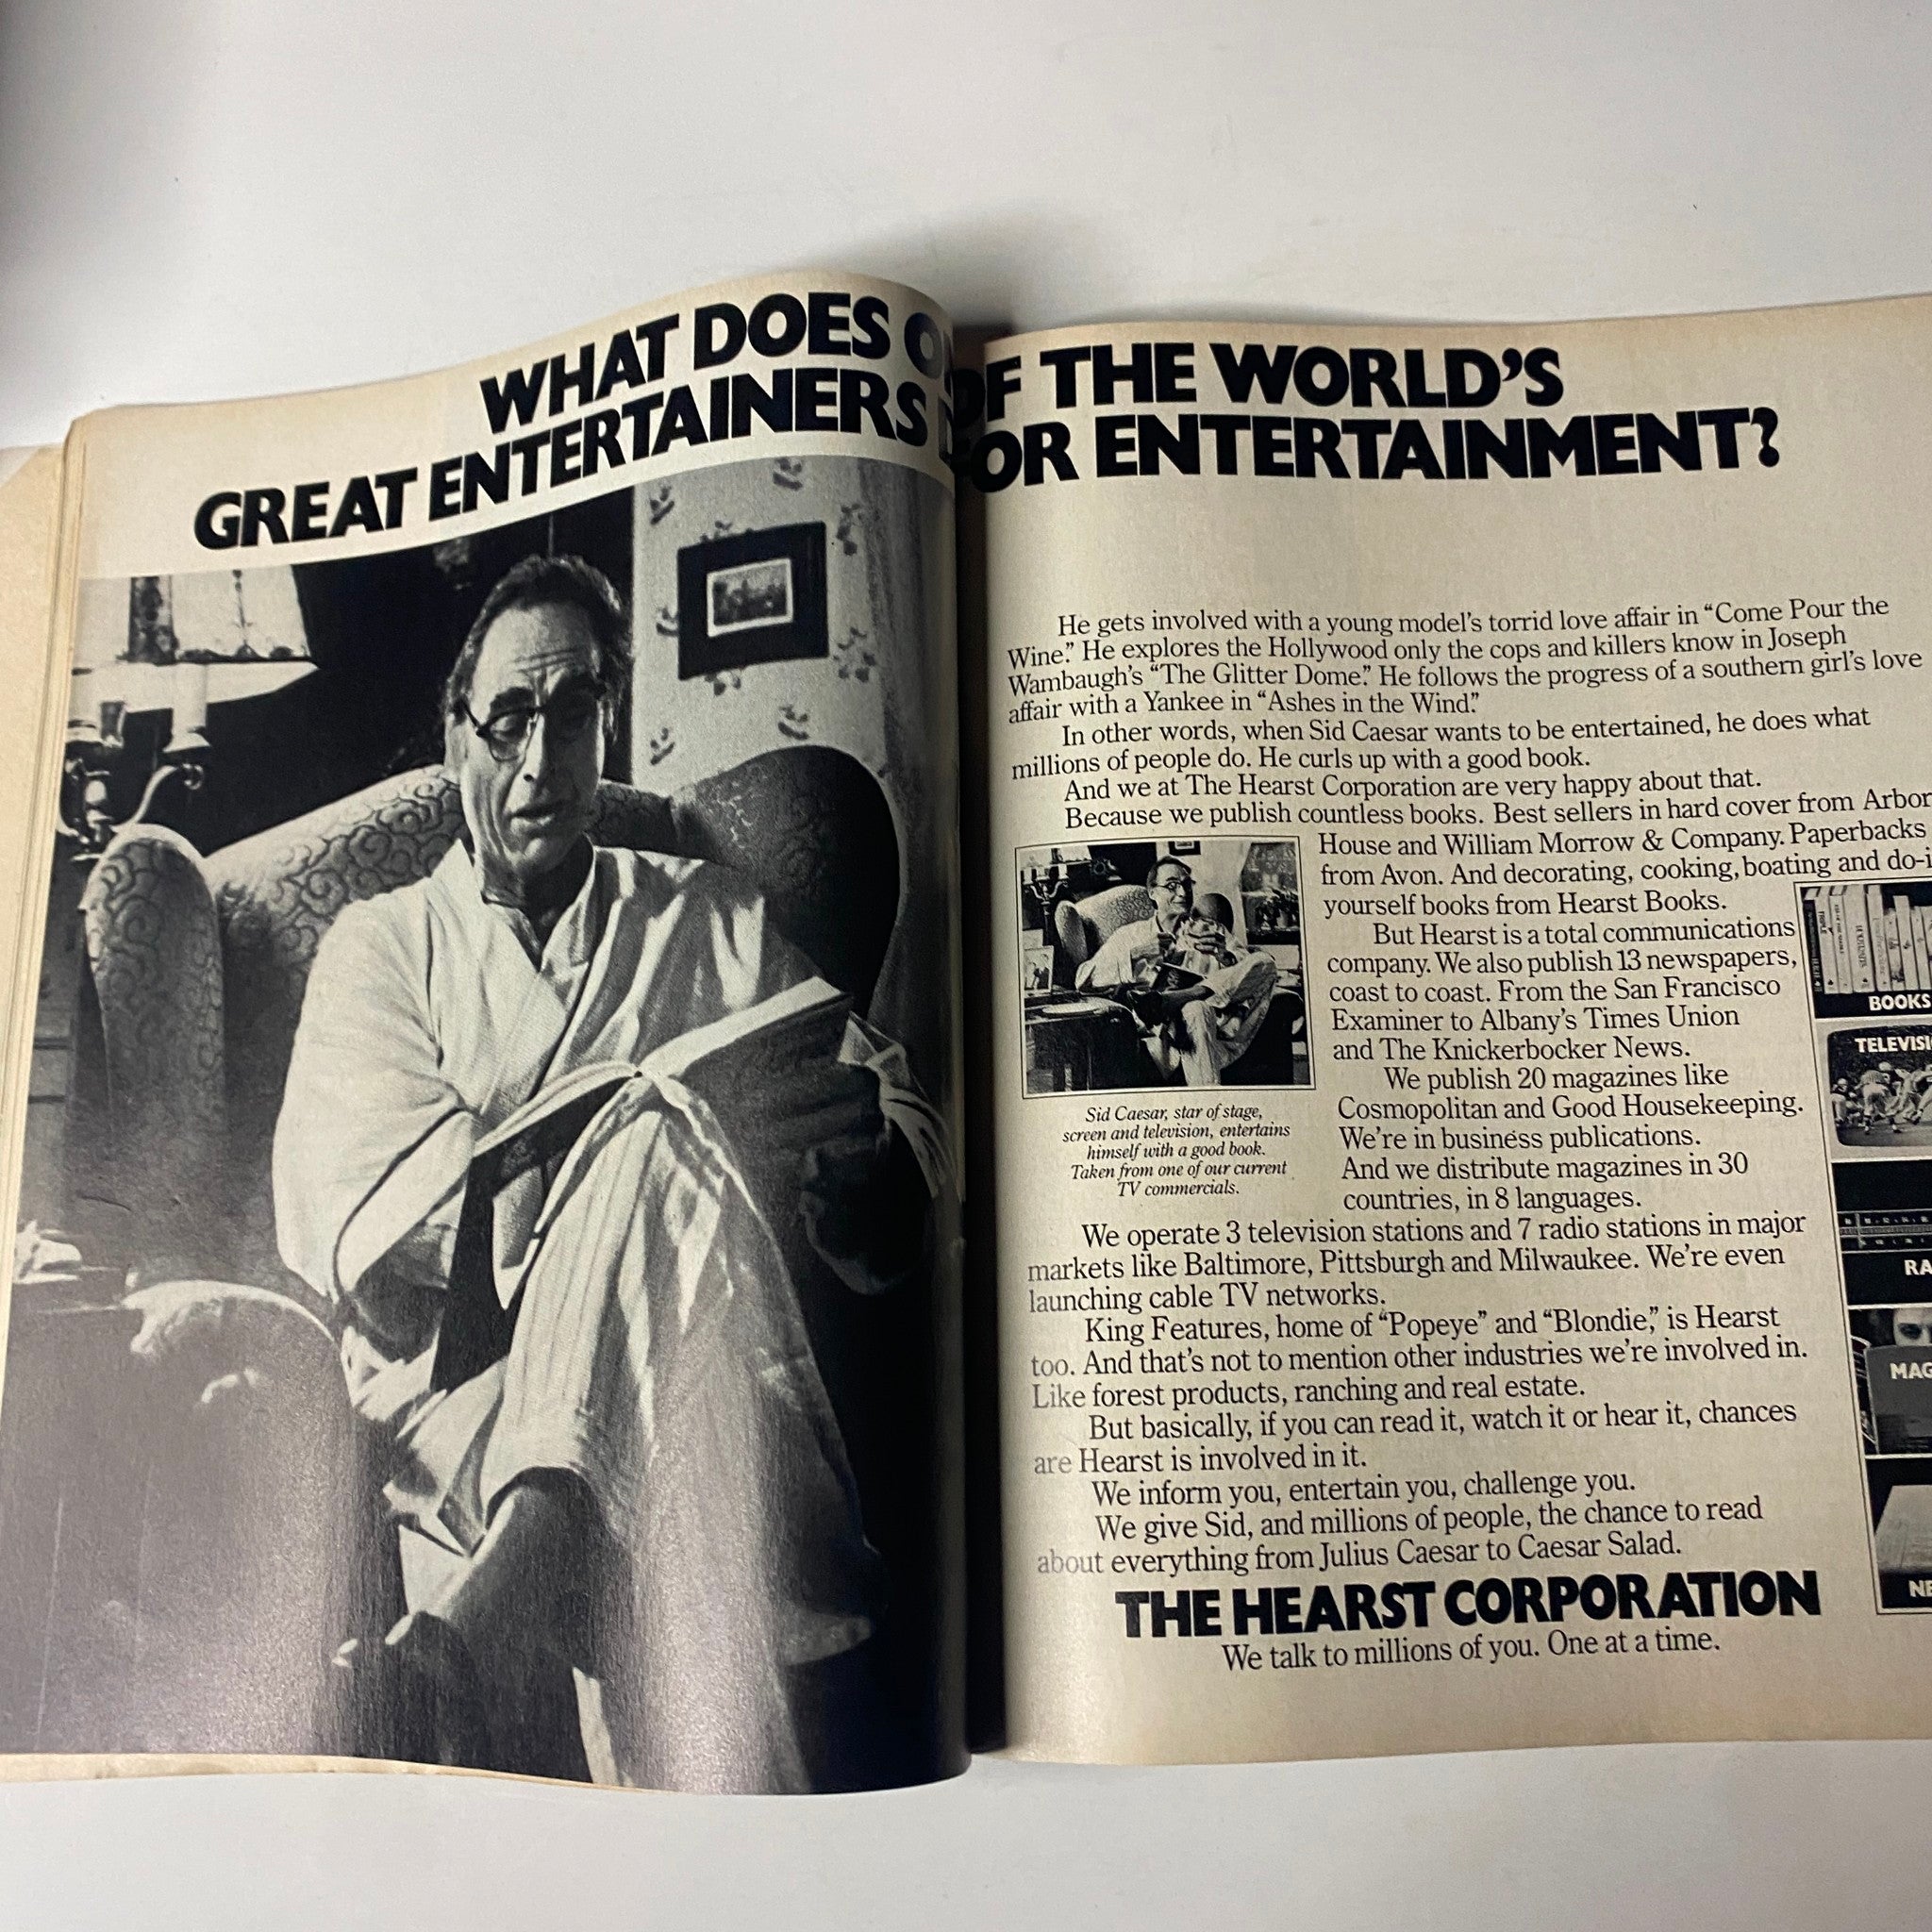 WHAT DOES OF THE WORLD'S
GREAT ENTERTAINERS FOR ENTERTAINMENT?
He gets involved with a young model's torrid love affair in "Come Pour the
Wine." He explores the Hollywood only the cops and killers know in Joseph
Wambaugh's "The Glitter Dome." He follows the progress of a southern girl's love
affair with a Yankee in "Ashes in the Wind."
In other words, when Sid Caesar wants to be entertained, he does what
millions of people do. He curls up with a good book.
And we at The Hearst Corporation are very happy about that.
Because we publish countless books. Best sellers in hard cover from Arbor
House and William Morrow & Company. Paperbacks
from Avon. And decorating, cooking, boating and do-i
yourself books from Hearst Books.
But Hearst is a total communications
company. We also publish 13 newspapers,
coast to coast. From the San Francisco
Examiner to Albany's Times Union
and The Knickerbocker News.
We publish 20 magazines like
Cosmopolitan and Good Housekeeping.
We're in business publications.
And we distribute magazines in 30
countries, in 8 languages.
Sid Caesar, star of stage,
screen and television, entertains
himself with a good book.
Taken from one of our current
TV commercials.
We operate 3 television stations and 7 radio stations in major
markets like Baltimore, Pittsburgh and Milwaukee. We're even
launching cable TV networks.
King Features, home of "Popeye" and "Blondie," is Hearst
too. And that's not to mention other industries we're involved in.
Like forest products, ranching and real estate.
But basically, if you can read it, watch it or hear it, chances
are Hearst is involved in it.
We inform you, entertain you, challenge you.
We give Sid, and millions of people, the chance to read
about everything from Julius Caesar to Caesar Salad.
THE HEARST CORPORATION
We talk to millions of you. One at a time.
BOOKS
TELEVISI
RA
MAG
NE